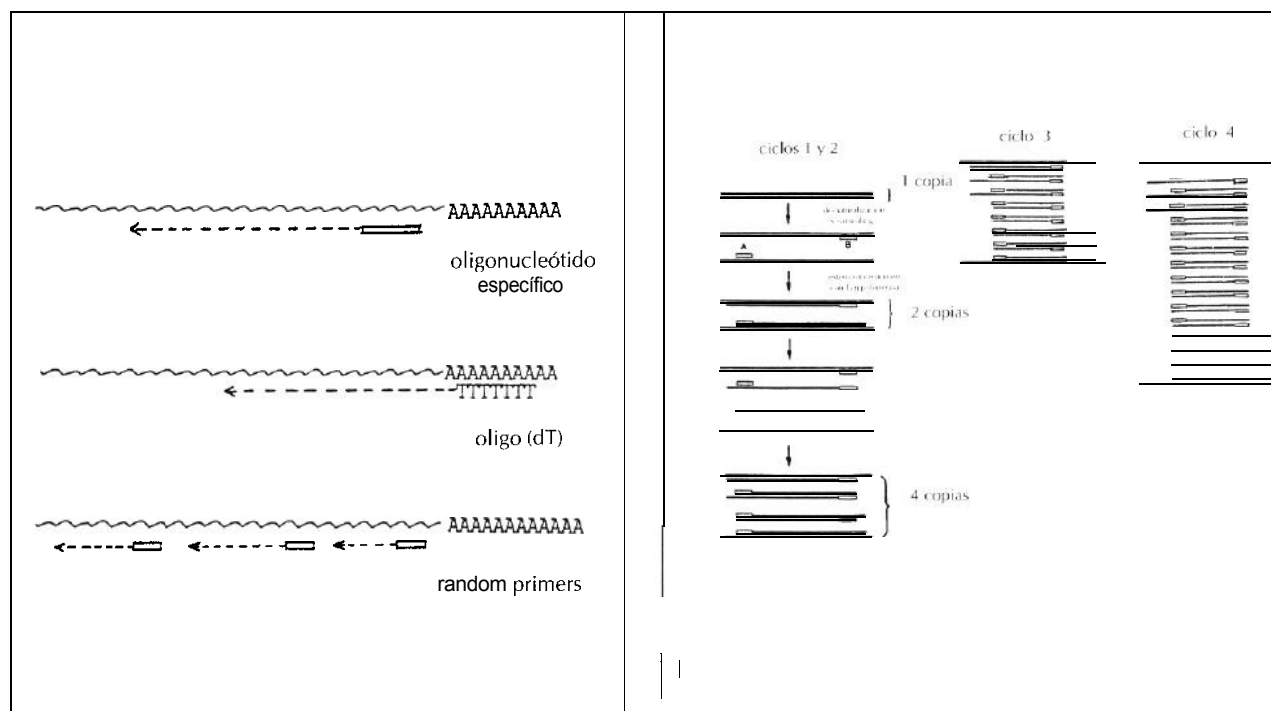 AAAAAAAAAA
oligonucleótido
específico
AAAAAAAAAA
TTTTTTT
oligo (dT)
AAAAAAAAAAAA
random primers
ciclos 1 y 2
1 copia
A
B
2 copias
4 copias
ciclo 3
ciclo 4